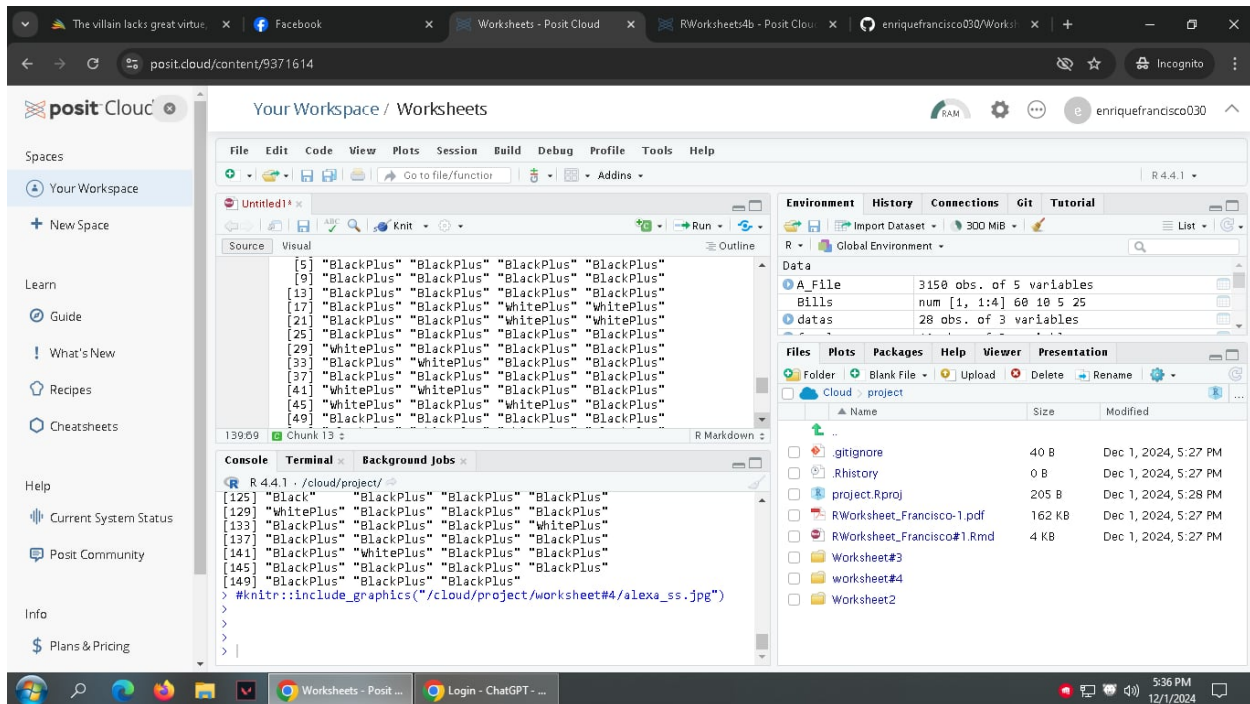 The villain lacks great virtue,
Facebook
Worksheets - Posit Cloud
RWorksheets4b - Posit Clou
enriquefrancisco030/Worksh
posit.cloud/content/9371614
Incognito
posit Cloud
Your Workspace / Worksheets
RAM
e
enriquefrancisco030
Spaces
Your Workspace
New Space
Learn
Guide
What's New
Recipes
Cheatsheets
Help
Current System Status
Posit Community
Info
Plans & Pricing
File Edit Code View Plots Session Build Debug Profile Tools Help
Go to file/function
Addins
R 4.4.1
Untitled1*
ABC
Knit
Run
Source Visual
Outline
[5] "BlackPlus" "BlackPlus" "BlackPlus" "BlackPlus"
[9] "BlackPlus" "BlackPlus" "BlackPlus" "BlackPlus"
[13] "BlackPlus" "BlackPlus" "BlackPlus" "BlackPlus"
[17] "BlackPlus" "BlackPlus" "WhitePlus" "WhitePlus"
[21] "BlackPlus" "BlackPlus" "WhitePlus" "WhitePlus"
[25] "BlackPlus" "BlackPlus" "BlackPlus" "BlackPlus"
[29] "WhitePlus" "BlackPlus" "BlackPlus" "BlackPlus"
[33] "BlackPlus" "WhitePlus" "BlackPlus" "BlackPlus"
[37] "BlackPlus" "BlackPlus" "BlackPlus" "BlackPlus"
[41] "WhitePlus" "WhitePlus" "BlackPlus" "BlackPlus"
[45] "WhitePlus" "BlackPlus" "WhitePlus" "BlackPlus"
[49] "BlackPlus" "BlackPlus" "BlackPlus" "BlackPlus"
139:69
Chunk 13
R Markdown
Console Terminal Background Jobs
R 4.4.1 · /cloud/project/
[125] "Black" "BlackPlus" "BlackPlus" "BlackPlus"
[129] "WhitePlus" "BlackPlus" "BlackPlus" "BlackPlus"
[133] "BlackPlus" "BlackPlus" "BlackPlus" "WhitePlus"
[137] "BlackPlus" "BlackPlus" "BlackPlus" "BlackPlus"
[141] "BlackPlus" "WhitePlus" "BlackPlus" "BlackPlus"
[145] "BlackPlus" "BlackPlus" "BlackPlus" "BlackPlus"
[149] "BlackPlus" "BlackPlus" "BlackPlus"
> #knitr::include_graphics("/cloud/project/worksheet#4/alexa_ss.jpg")
>
>
>
>
Environment History Connections Git Tutorial
Import Dataset
300 MiB
List
R
Global Environment
Data
A_File 3150 obs. of 5 variables
Bills num [1, 1:4] 60 10 5 25
datas 28 obs. of 3 variables
Files Plots Packages Help Viewer Presentation
Folder Blank File Upload Delete Rename
Cloud > project
R
...
Name Size Modified
..
.gitignore 40 B Dec 1, 2024, 5:27 PM
.Rhistory 0 B Dec 1, 2024, 5:27 PM
project.Rproj 205 B Dec 1, 2024, 5:28 PM
RWorksheet_Francisco-1.pdf 162 KB Dec 1, 2024, 5:27 PM
RWorksheet_Francisco#1.Rmd 4 KB Dec 1, 2024, 5:27 PM
Worksheet#3
worksheet#4
Worksheet2
Worksheets - Posit ...
Login - ChatGPT - ...
5:36 PM
12/1/2024